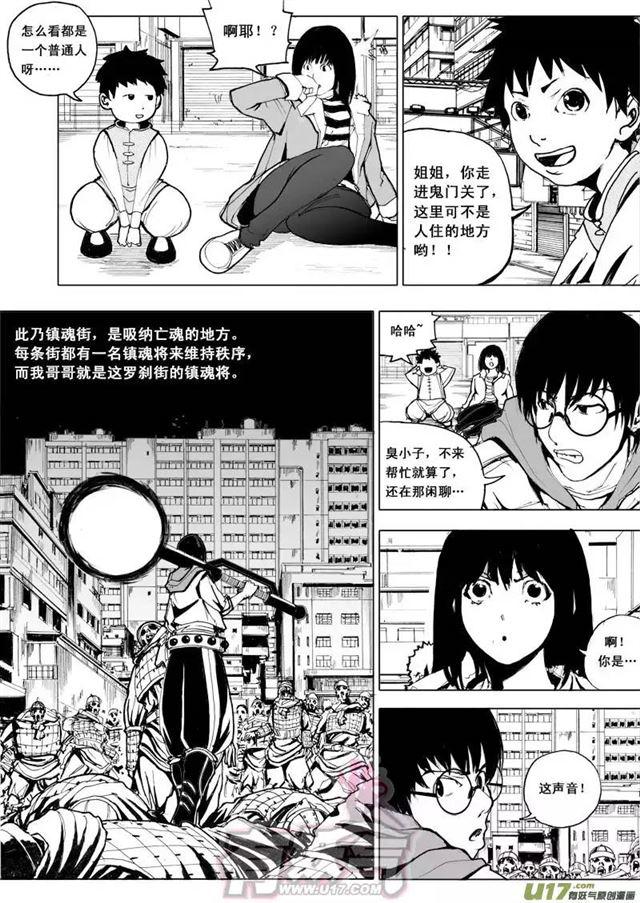 怎么看都是
一个普通人
呀……
啊耶！？
姐姐，你走
进鬼门关了，
这里可不是
人住的地方
哟！！
此乃镇魂街，是吸纳亡魂的地方。
每条街都有一名镇魂将来维持秩序，
而我哥哥就是这罗刹街的镇魂将。
哈哈~
臭小子，不来
帮忙就算了，
还在那闲聊…
啊！
你是…
这声音！
有妖气
WWW.U17.COM
U17.com
有妖气原创漫画